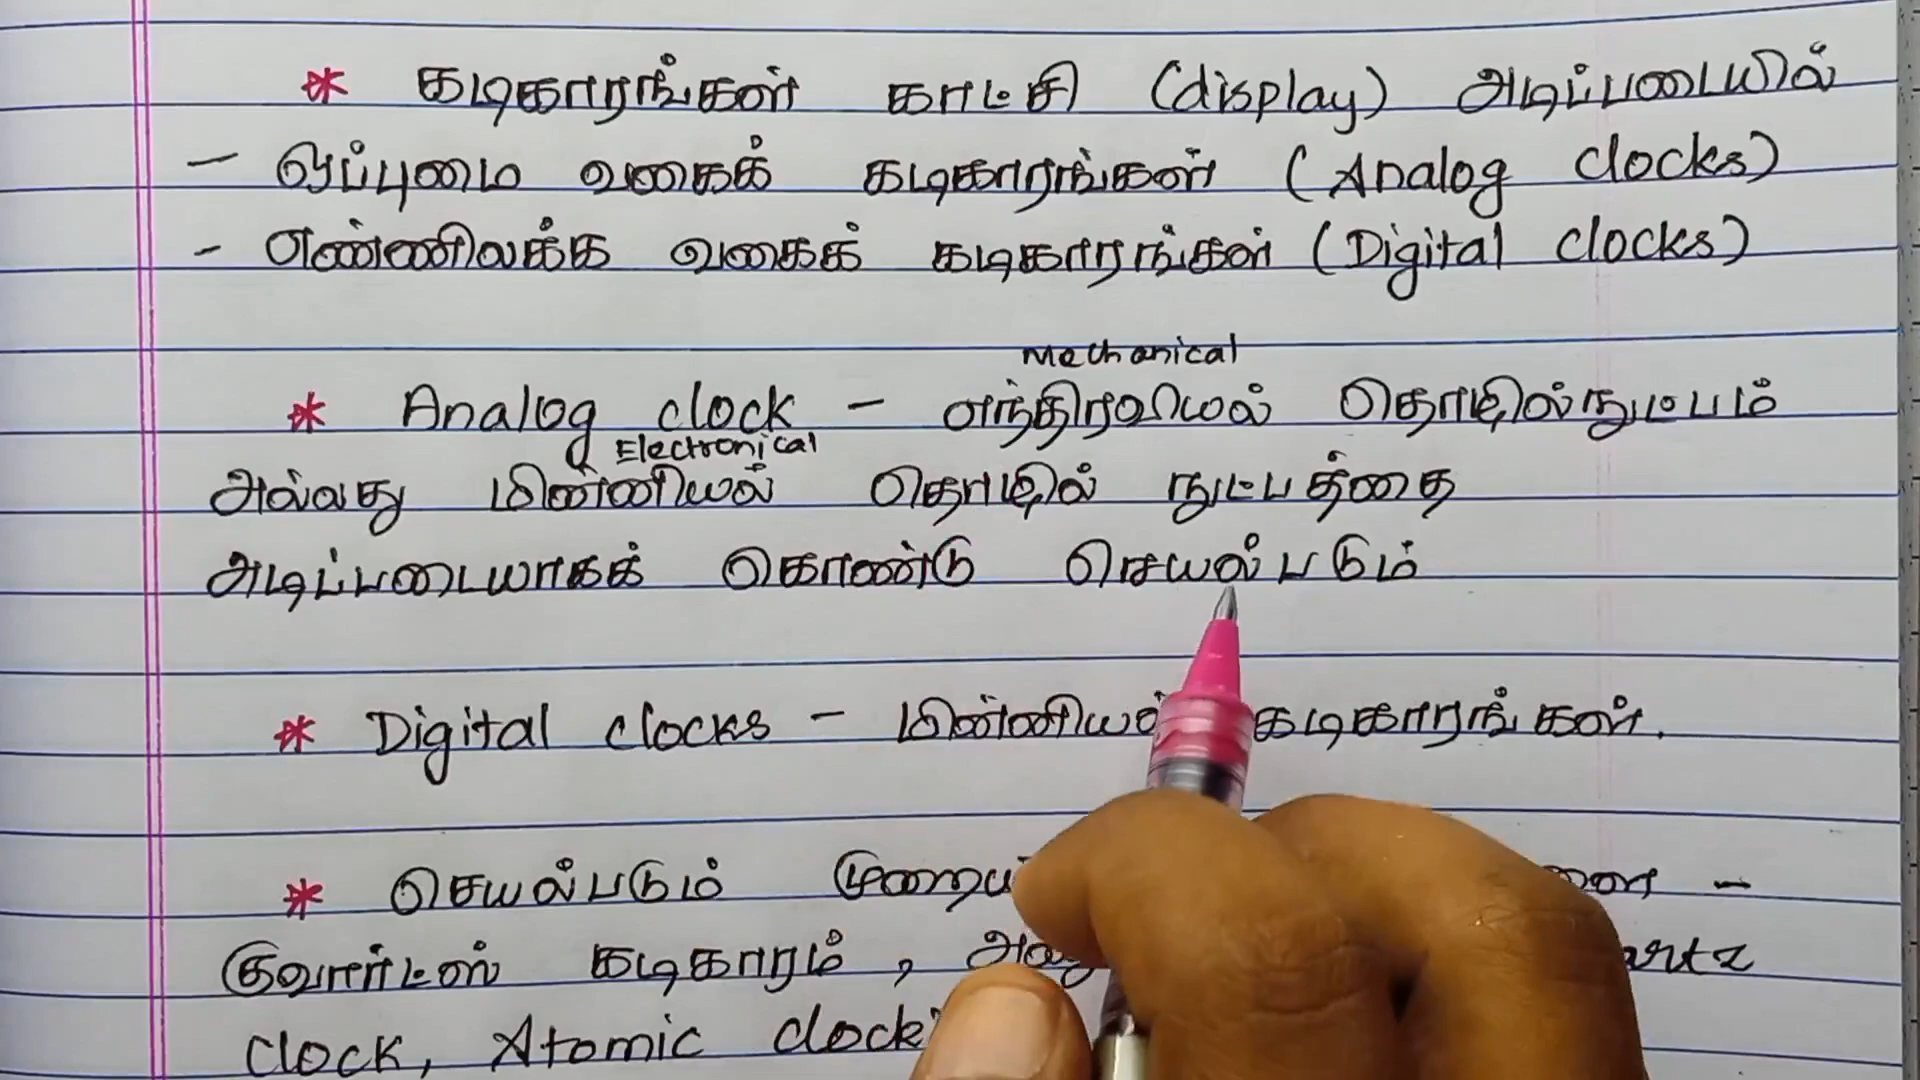 * கடிகாரங்கள் காட்சி (display) அடிப்படையில்
- ஒப்புமை வகைக் கடிகாரங்கள் (Analog clocks)
- எண்ணிலக்க வகைக் கடிகாரங்கள் (Digital clocks)
Mechanical
* Analog clock - எந்திரவியல் தொழில்நுட்பம்
Electronical
அல்லது மின்னியல் தொழில் நுட்பத்தை
அடிப்படையாகக் கொண்டு செயல்படும்
* Digital clocks - மின்னியல் கடிகாரங்கள்.
* செயல்படும் -
குவார்ட்ஸ் கடிகாரம் ,
clock, Atomic clock